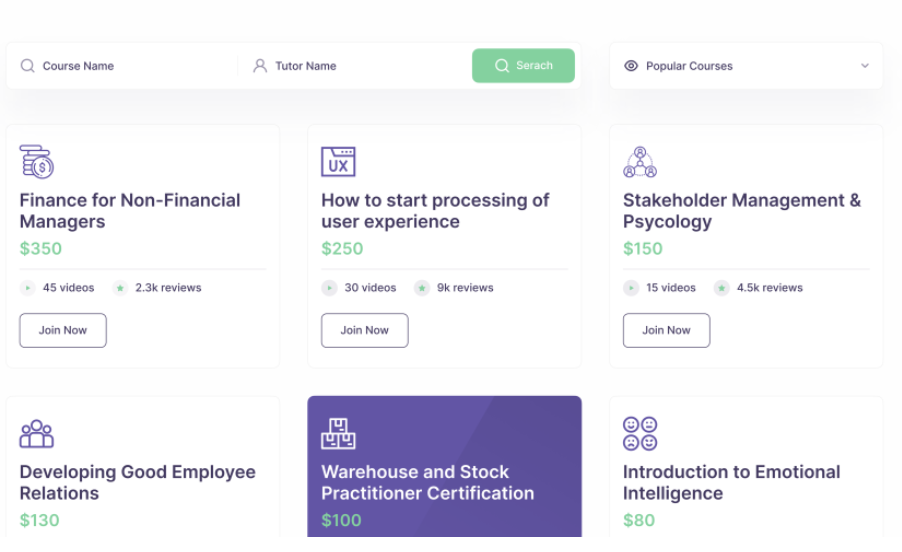 Course Name
Tutor Name
Serach
Popular Courses
UX
Finance for Non-Financial
Managers
$350
45 videos
2.3k reviews
Join Now
How to start processing of
user experience
$250
30 videos
9k reviews
Join Now
Stakeholder Management &
Psycology
$150
15 videos
4.5k reviews
Join Now
Developing Good Employee
Relations
$130
Warehouse and Stock
Practitioner Certification
$100
Introduction to Emotional
Intelligence
$80